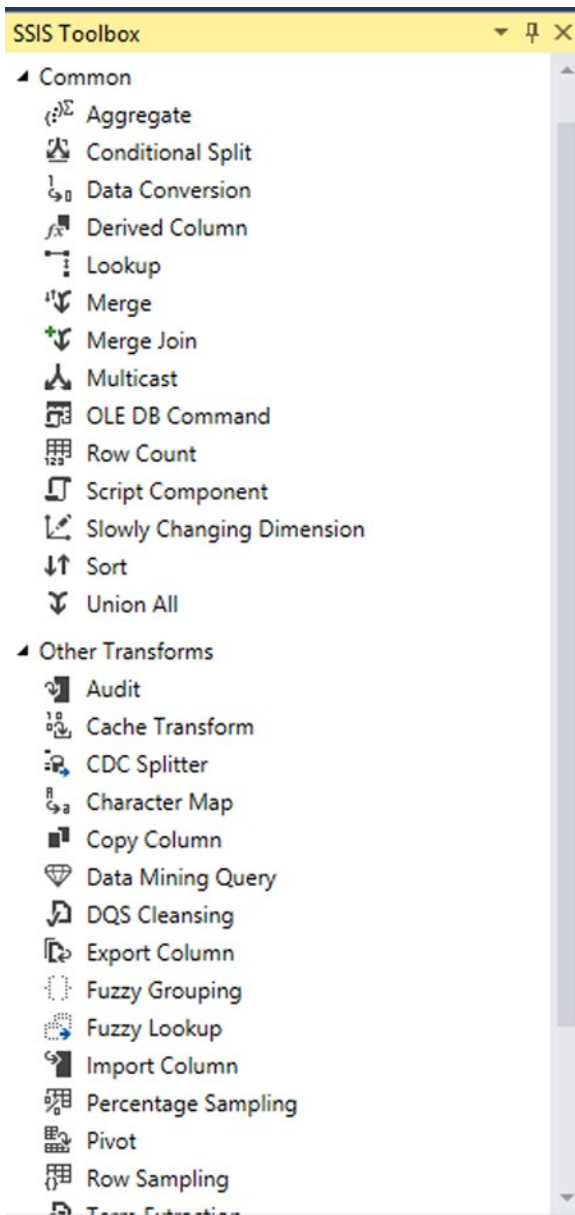 SSIS Toolbox
Common
Aggregate
Conditional Split
Data Conversion
Derived Column
Lookup
Merge
Merge Join
Multicast
OLE DB Command
Row Count
Script Component
Slowly Changing Dimension
Sort
Union All
Other Transforms
Audit
Cache Transform
CDC Splitter
Character Map
Copy Column
Data Mining Query
DQS Cleansing
Export Column
Fuzzy Grouping
Fuzzy Lookup
Import Column
Percentage Sampling
Pivot
Row Sampling
Term Extraction